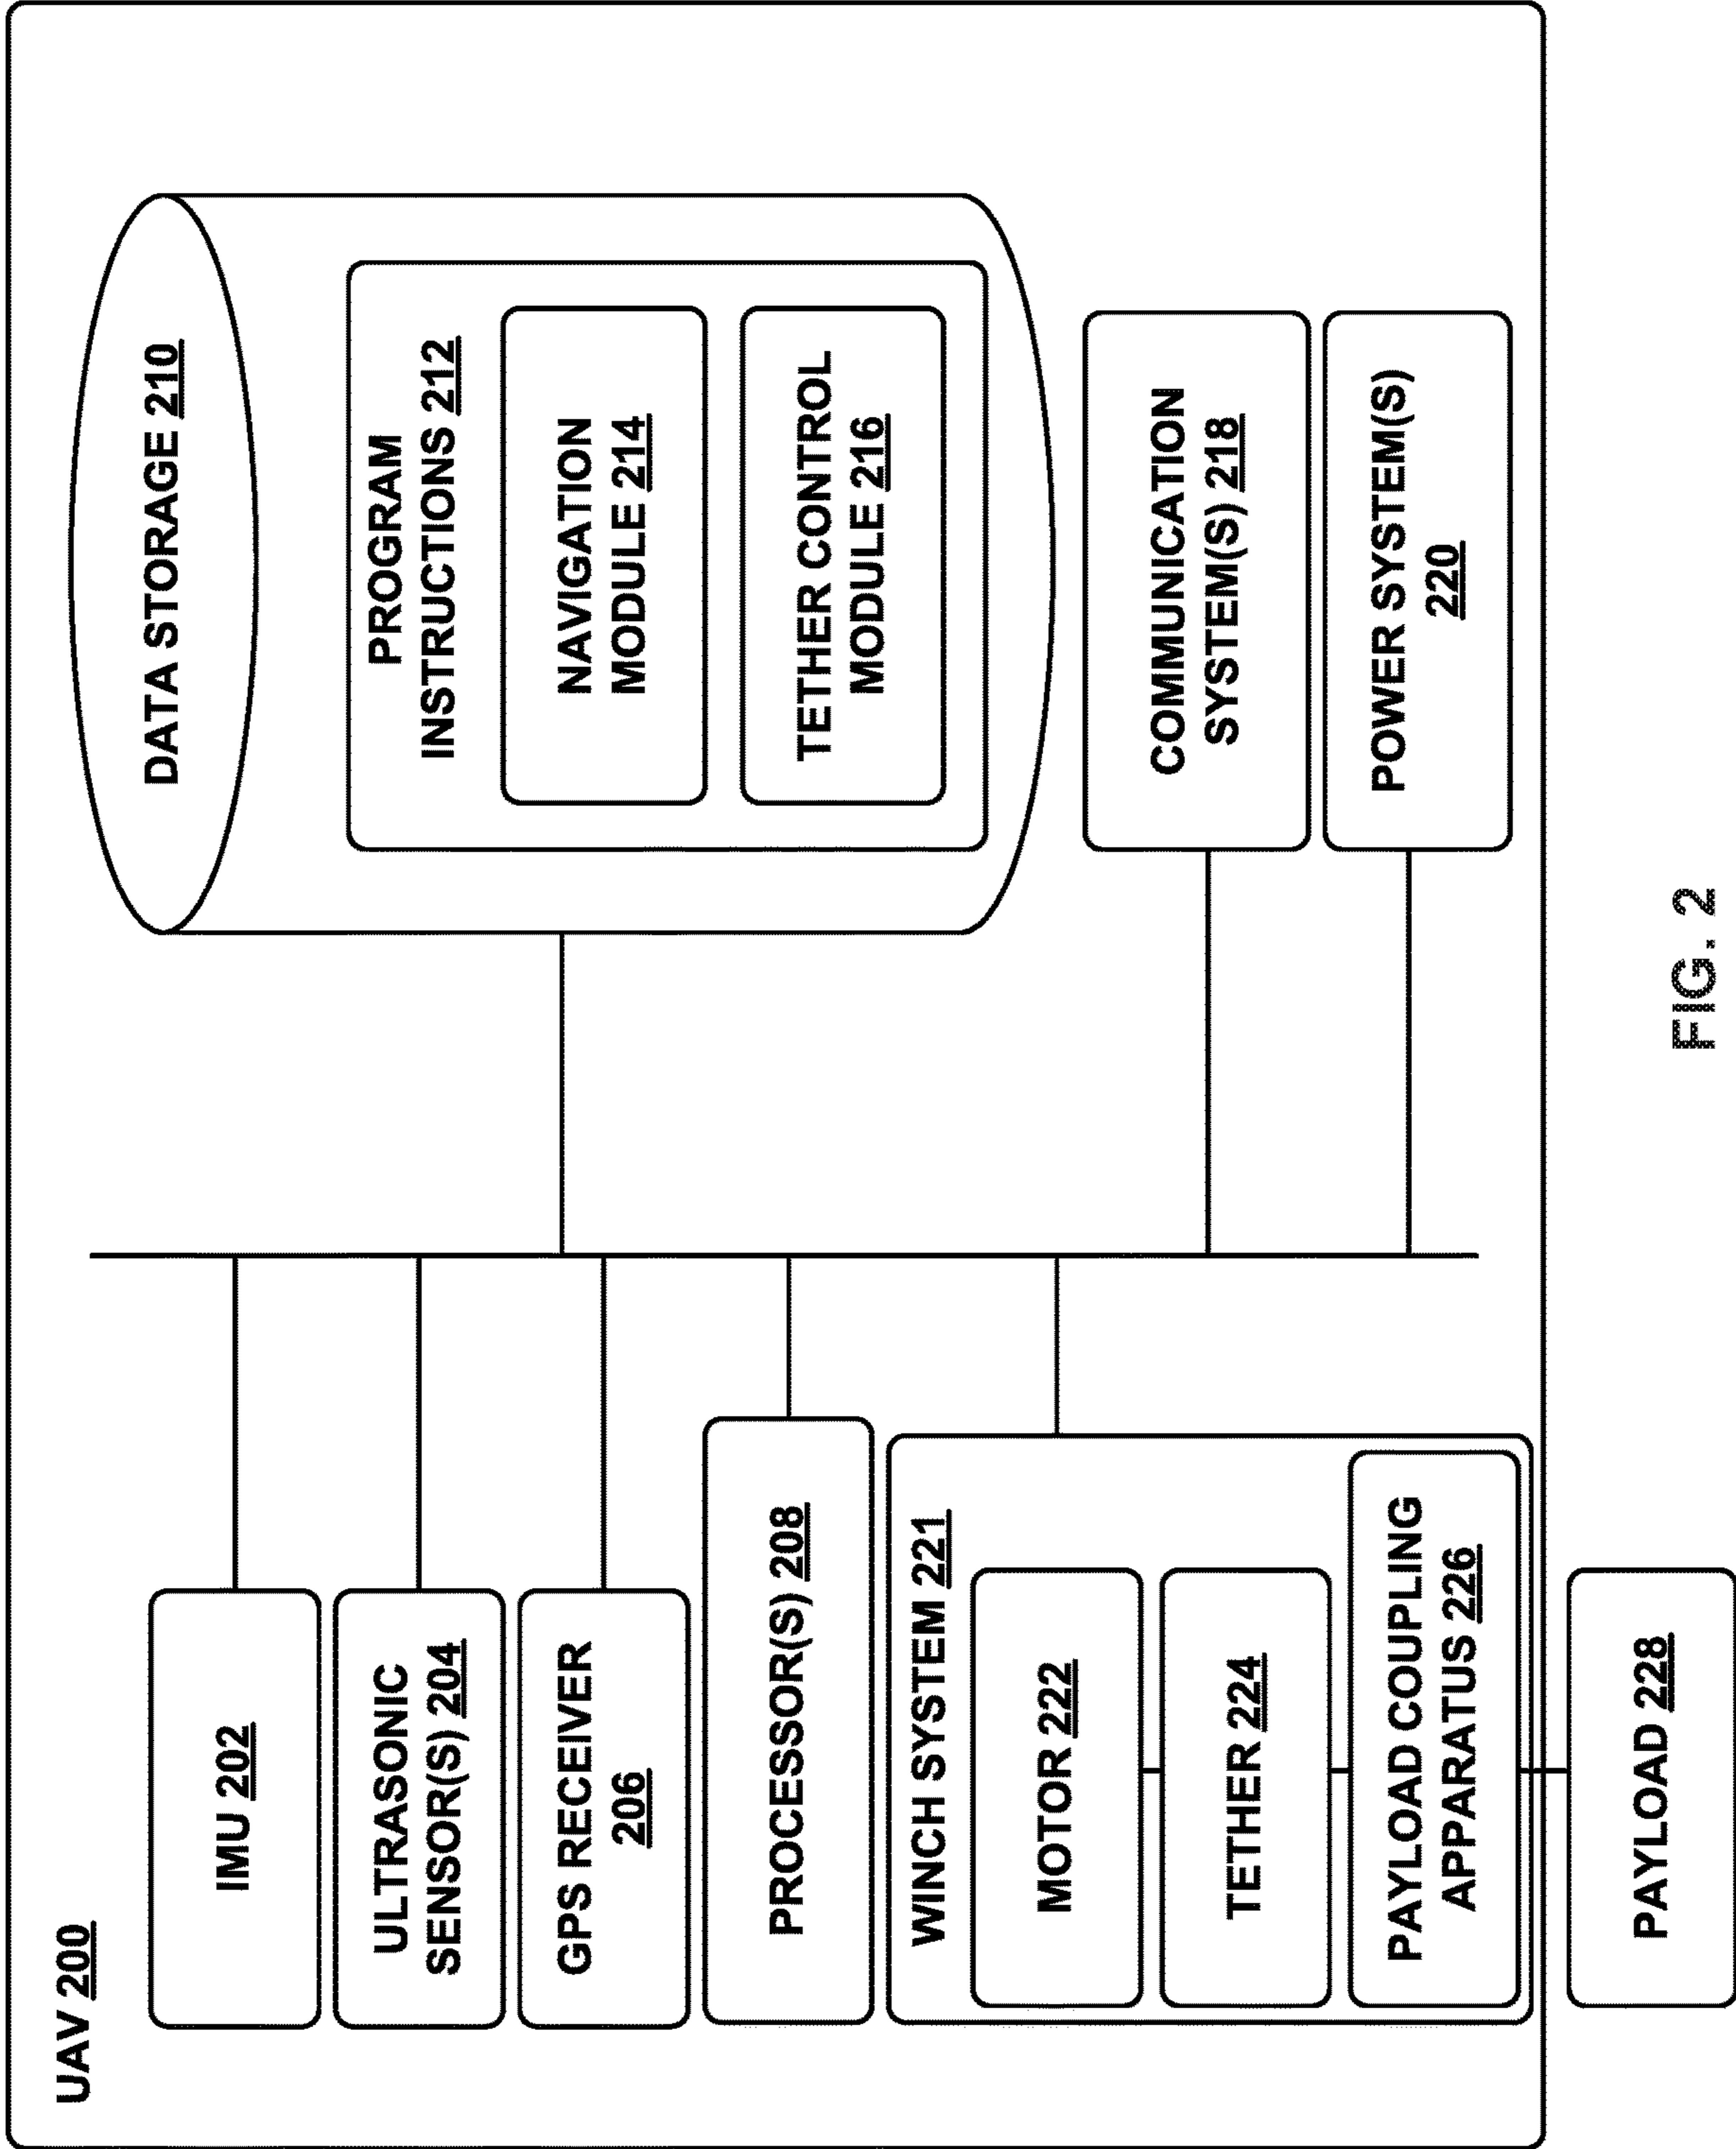 UAV 200
IMU 202
ULTRASONIC
SENSOR(S) 204
GPS RECEIVER
206
PROCESSOR(S) 208
WINCH SYSTEM 221
MOTOR 222
TETHER 224
PAYLOAD COUPLING
APPARATUS 226
PAYLOAD 228
DATA STORAGE 210
PROGRAM
INSTRUCTIONS 212
NAVIGATION
MODULE 214
TETHER CONTROL
MODULE 216
COMMUNICATION
SYSTEM(S) 218
POWER SYSTEM(S)
220
FIG. 2